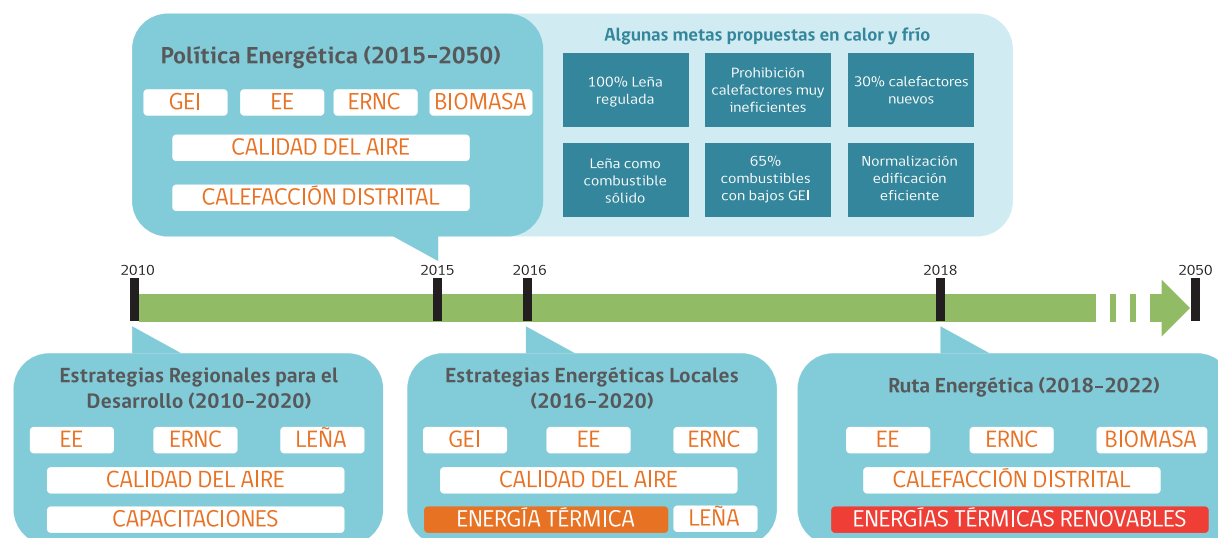 Política Energética (2015-2050)
GEI
EE
ERNC
BIOMASA
CALIDAD DEL AIRE
CALEFACCIÓN DISTRITAL
Algunas metas propuestas en calor y frío
100% Leña
regulada
Prohibición
calefactores muy
ineficientes
30% calefactores
nuevos
Leña como
combustible
sólido
65%
combustibles
con bajos GEI
Normalización
edificación
eficiente
2010
2015
2016
2018
2050
Estrategias Regionales para el
Desarrollo (2010-2020)
EE
ERNC
LEÑA
CALIDAD DEL AIRE
CAPACITACIONES
Estrategias Energéticas Locales
(2016-2020)
GEI
EE
ERNC
CALIDAD DEL AIRE
ENERGÍA TÉRMICA
LEÑA
Ruta Energética (2018-2022)
EE
ERNC
BIOMASA
CALEFACCIÓN DISTRITAL
ENERGÍAS TÉRMICAS RENOVABLES